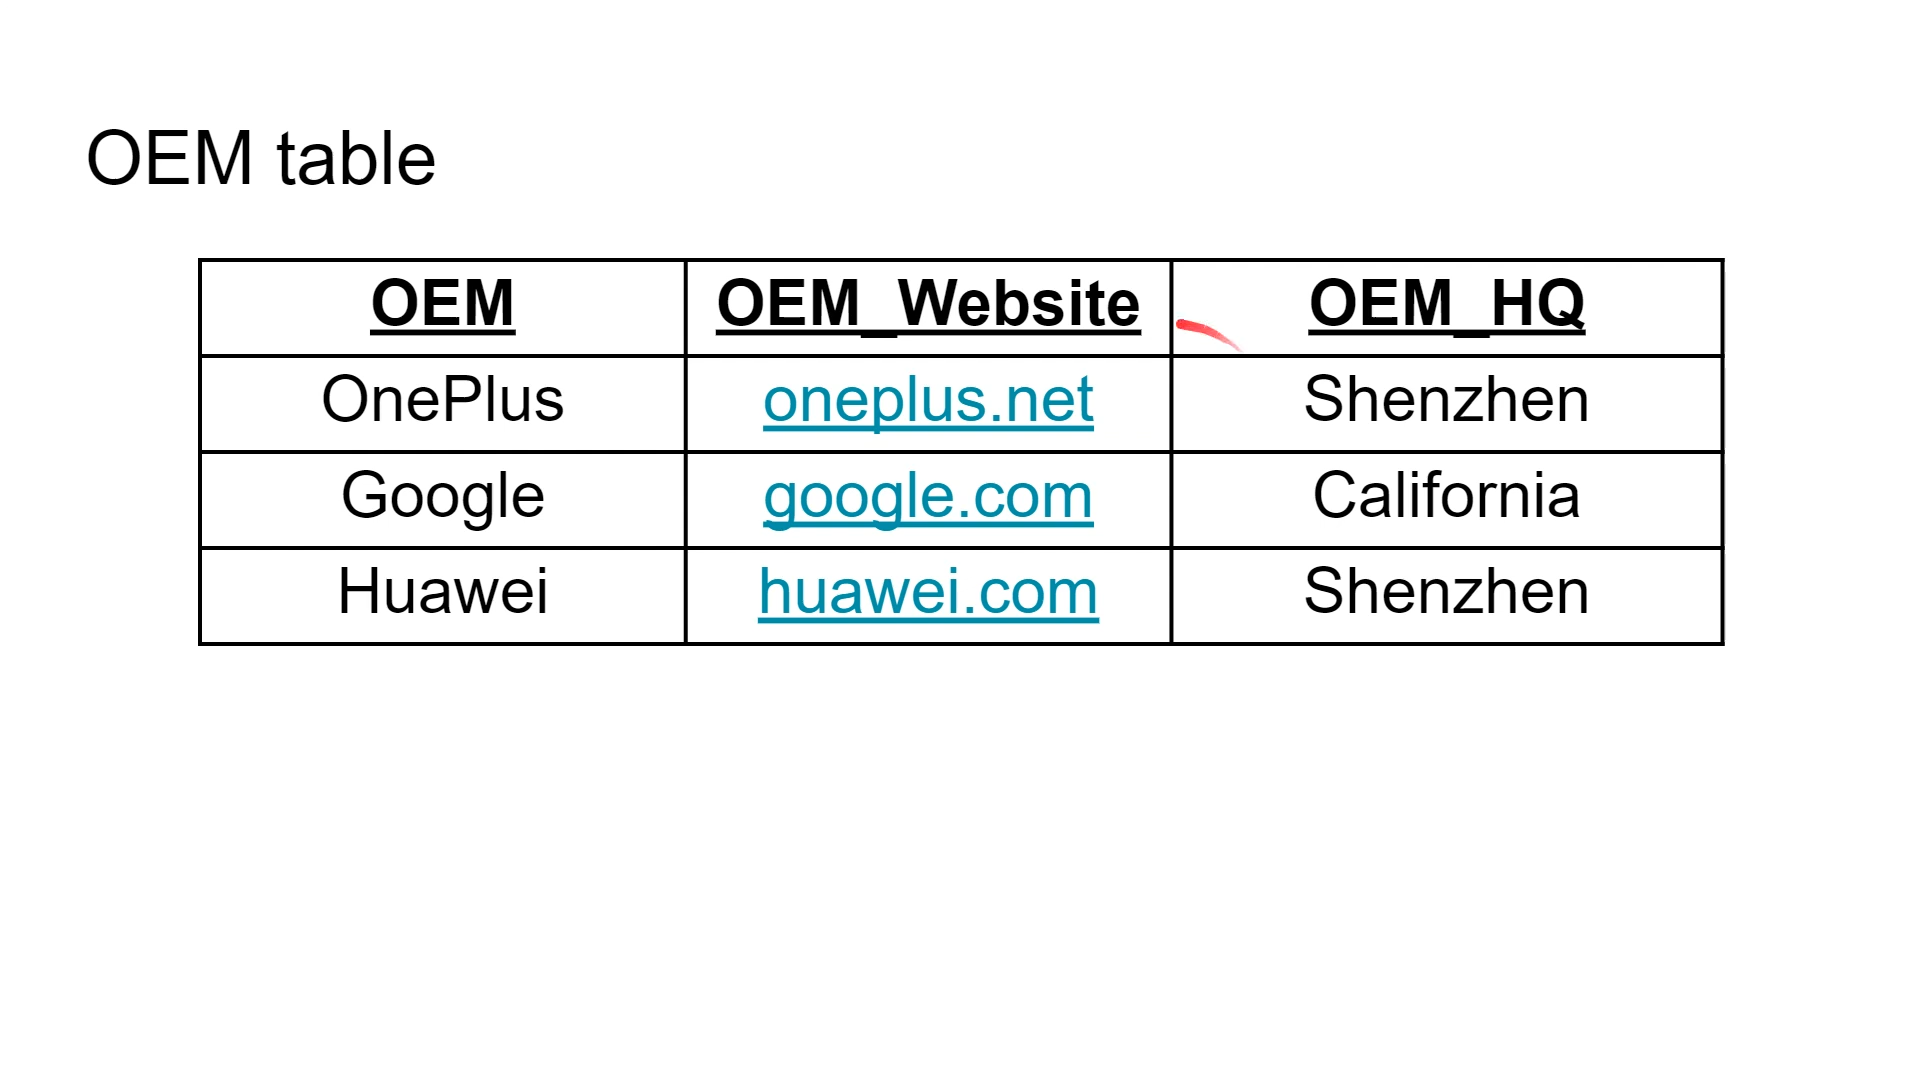 OEM table
OEM OEM_Website OEM_HQ
OnePlus oneplus.net Shenzhen
Google google.com California
Huawei huawei.com Shenzhen